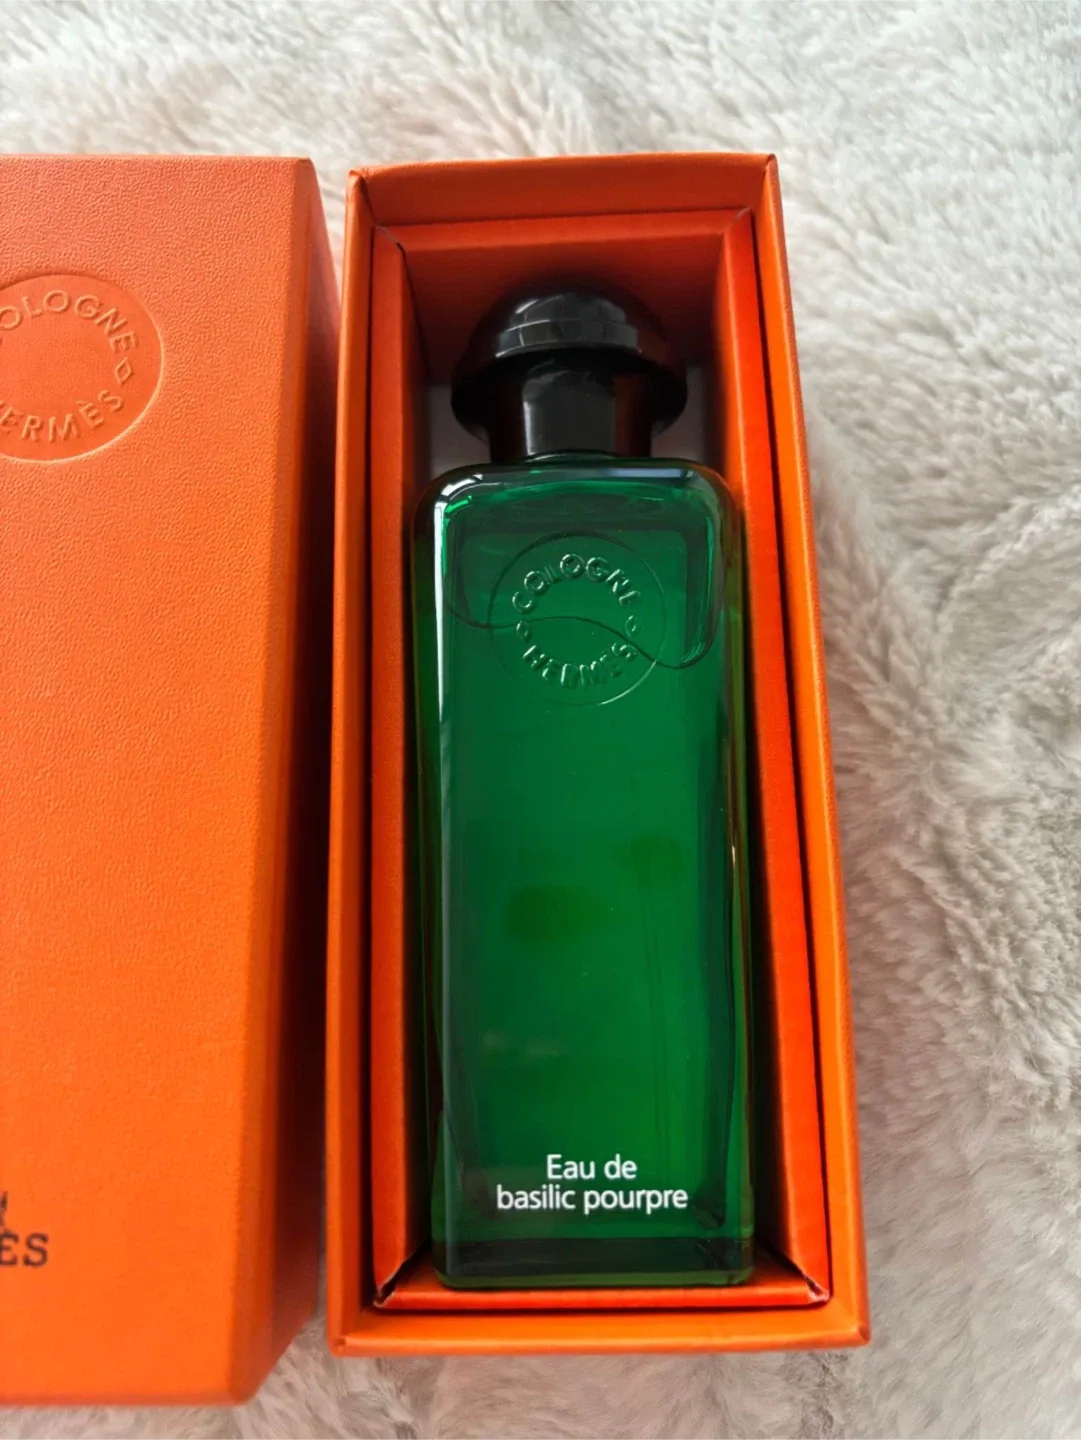 COLOGNE
HERMÈS
COLOGNE
HERMÈS
Eau de
basilic pourpre